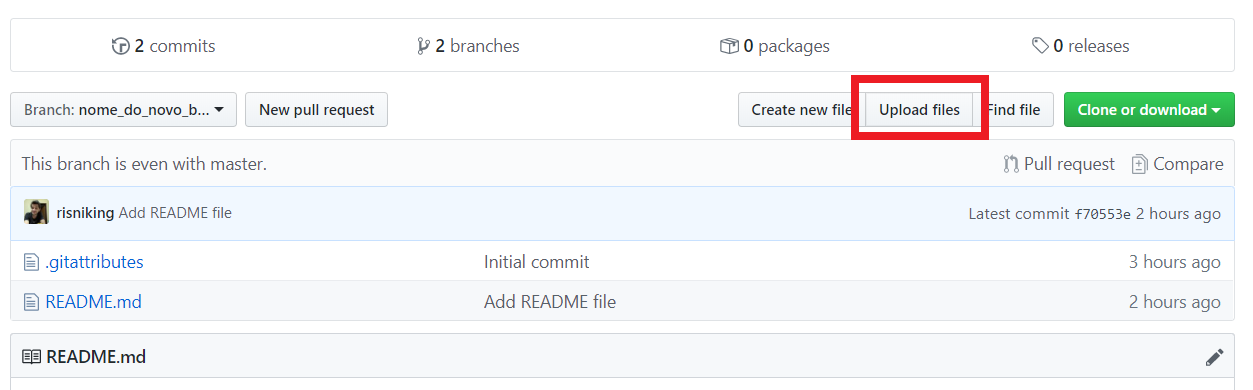 2 commits 2 branches 0 packages 0 releases
Branch: nome_do_novo_b... New pull request Create new file Upload files Find file Clone or download
This branch is even with master. Pull request Compare
risniking Add README file Latest commit f70553e 2 hours ago
.gitattributes Initial commit 3 hours ago
README.md Add README file 2 hours ago
README.md